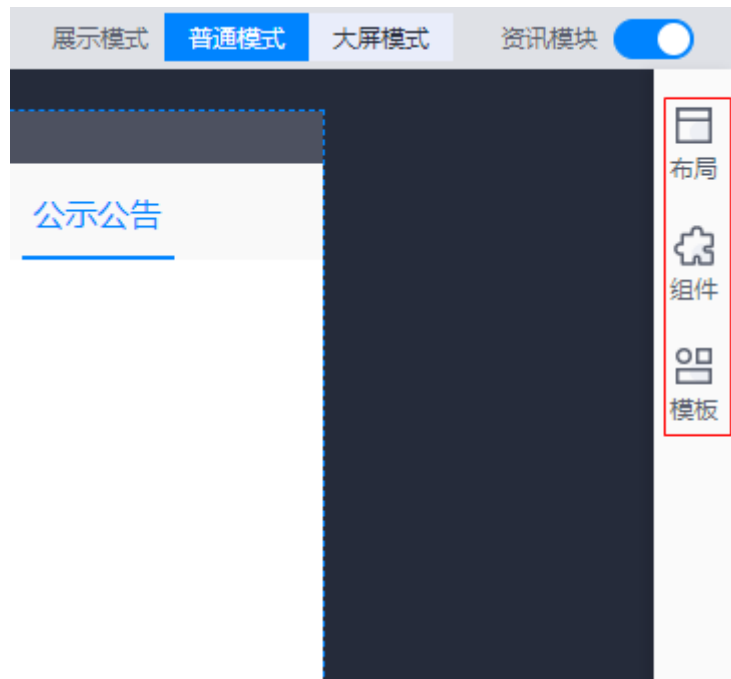 展示模式 普通模式 大屏模式 资讯模块
布局
公示公告
组件
模板